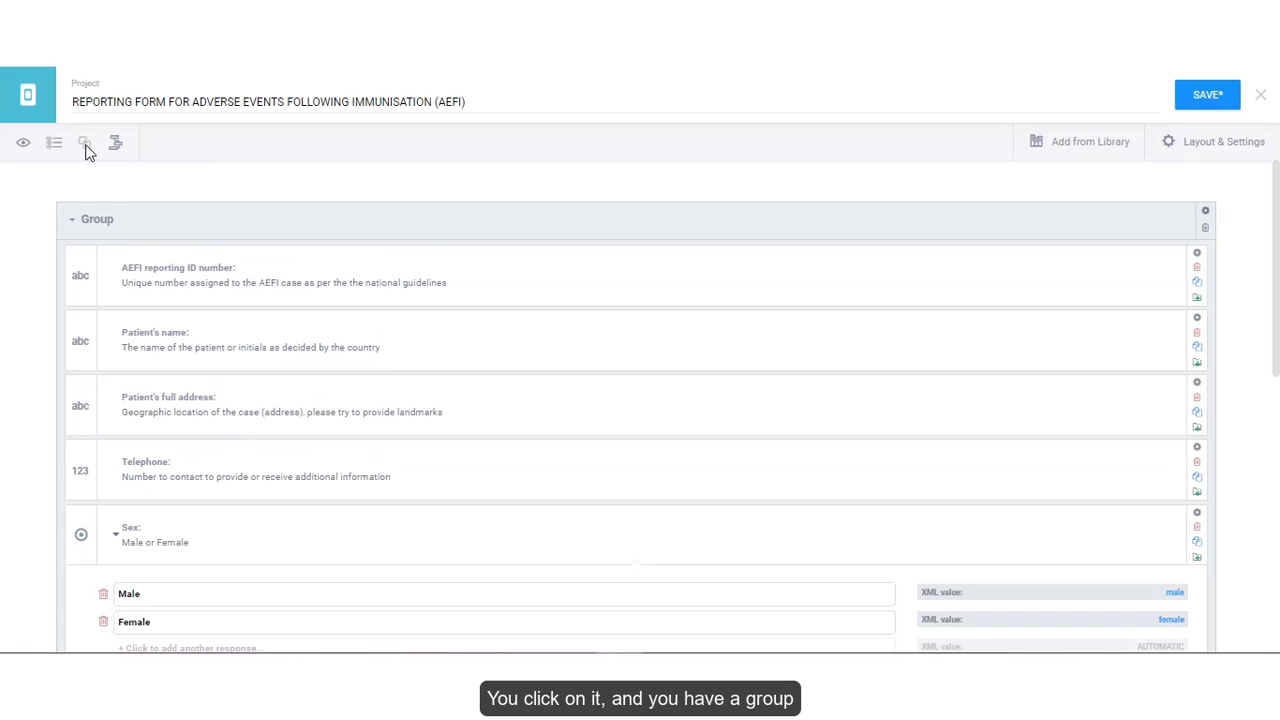 Project
REPORTING FORM FOR ADVERSE EVENTS FOLLOWING IMMUNISATION (AEFI)
SAVE*
Add from Library
Layout & Settings
Group
abc
AEFI reporting ID number:
Unique number assigned to the AEFI case as per the the national guidelines
abc
Patient's name:
The name of the patient or initials as decided by the country
abc
Patient's full address:
Geographic location of the case (address), please try to provide landmarks
123
Telephone:
Number to contact to provide or receive additional information
Sex:
Male or Female
Male
XML value: male
Female
XML value: female
+ Click to add another response...
XML value: AUTOMATIC
You click on it, and you have a group